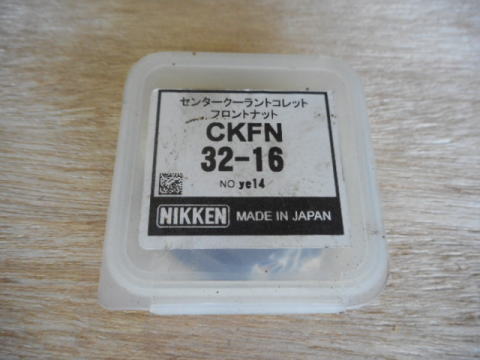 センタークーラントコレット
フロントナット
CKFN
32-16
NO ye14
NIKKEN MADE IN JAPAN